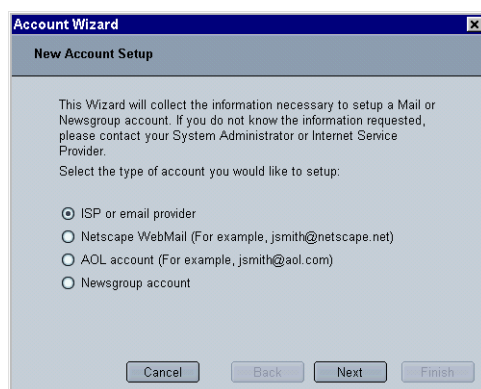 Account Wizard
New Account Setup
This Wizard will collect the information necessary to setup a Mail or
Newsgroup account. If you do not know the information requested,
please contact your System Administrator or Internet Service
Provider.
Select the type of account you would like to setup:
ISP or email provider
Netscape WebMail (For example, jsmith@netscape.net)
AOL account (For example, jsmith@aol.com)
Newsgroup account
Cancel Back Next Finish